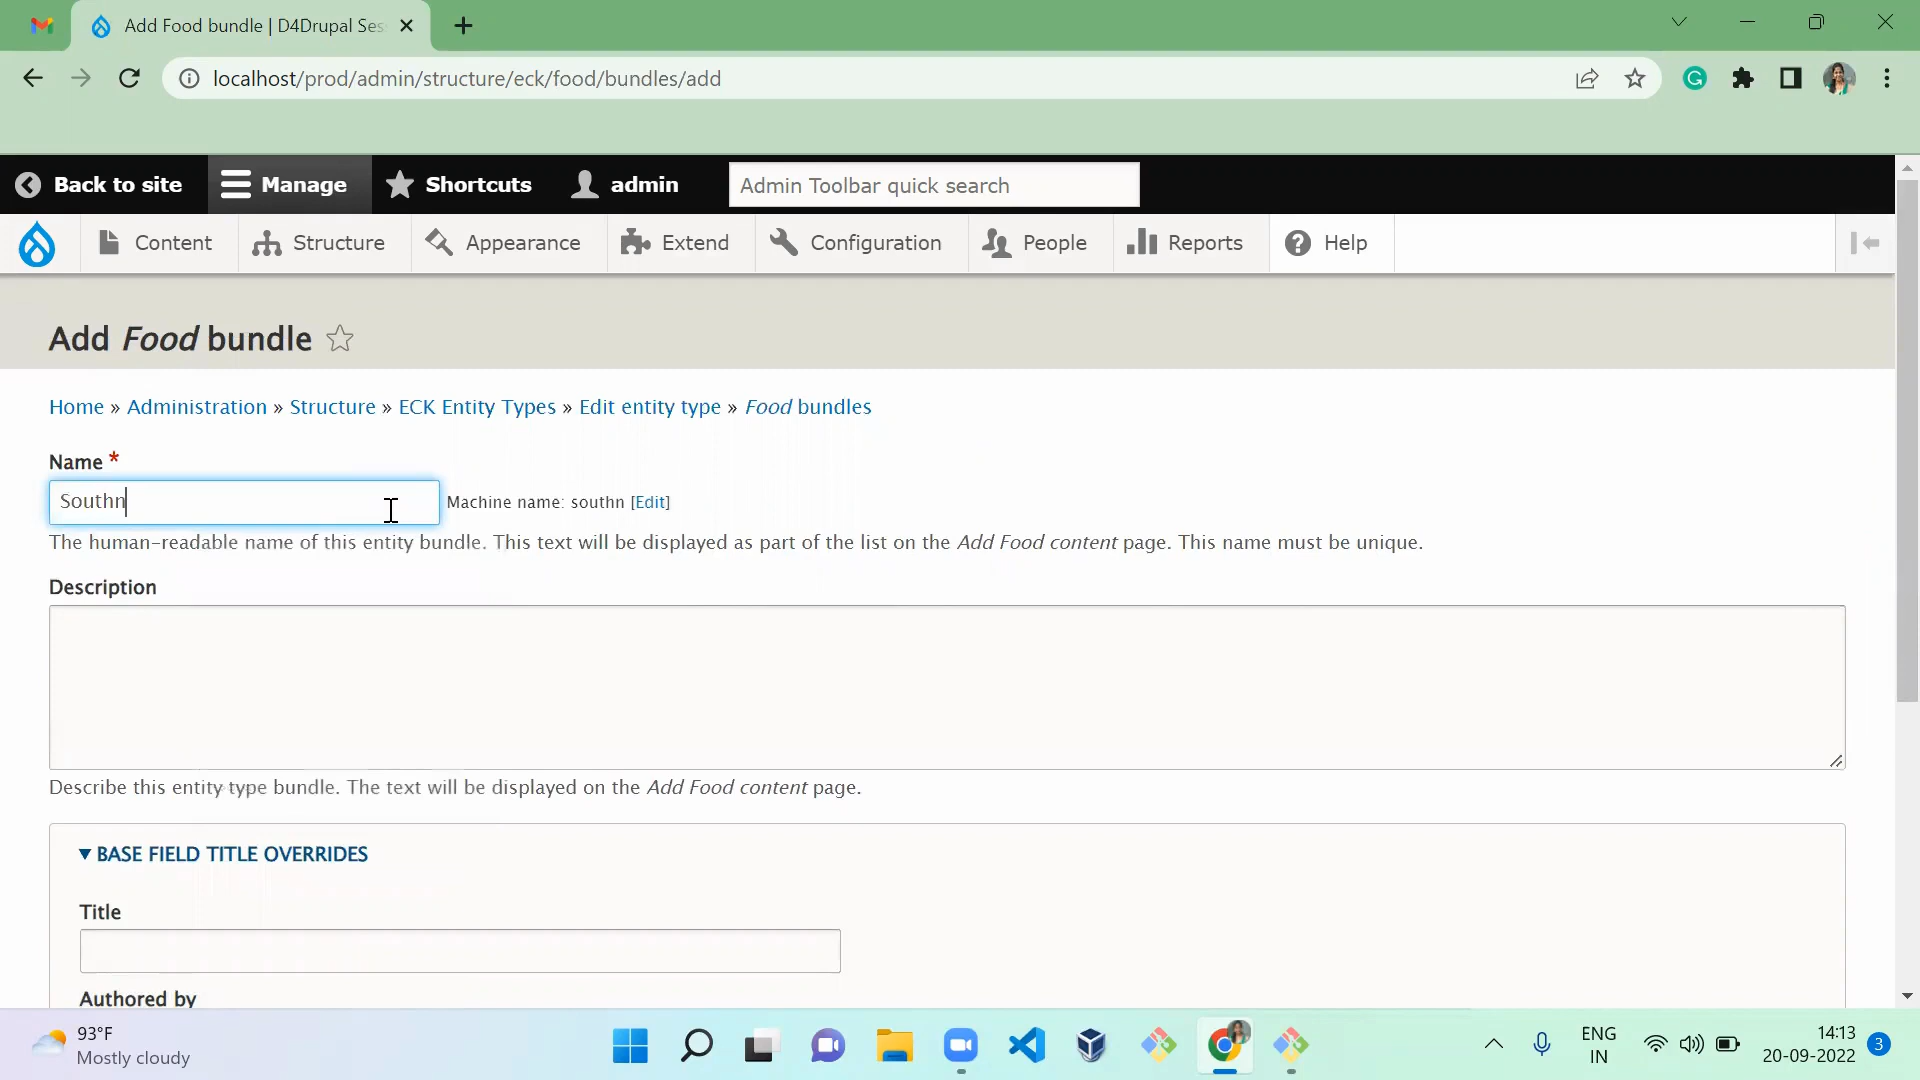 Add Food bundle | D4Drupal Ses
localhost/prod/admin/structure/eck/food/bundles/add
Back to site
Manage
Shortcuts
admin
Admin Toolbar quick search
Content
Structure
Appearance
Extend
Configuration
People
Reports
Help
Add Food bundle
Home » Administration » Structure » ECK Entity Types » Edit entity type » Food bundles
Name *
Southn
Machine name: southn [Edit]
The human-readable name of this entity bundle. This text will be displayed as part of the list on the Add Food content page. This name must be unique.
Description
Describe this entity type bundle. The text will be displayed on the Add Food content page.
▼ BASE FIELD TITLE OVERRIDES
Title
Authored by
93°F
Mostly cloudy
ENG
IN
14:13
20-09-2022
3